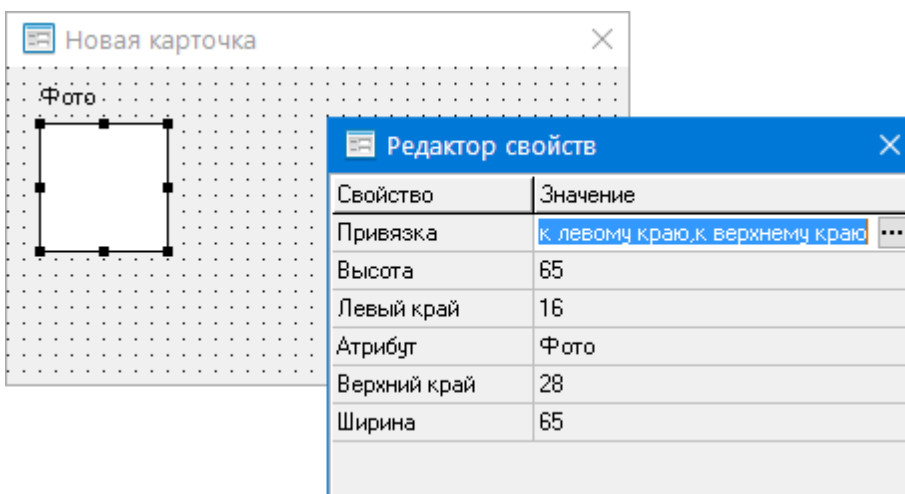 Новая карточка
Фото
Редактор свойств
Свойство Значение
Привязка к левому краю,к верхнему краю ...
Высота 65
Левый край 16
Атрибут Фото
Верхний край 28
Ширина 65